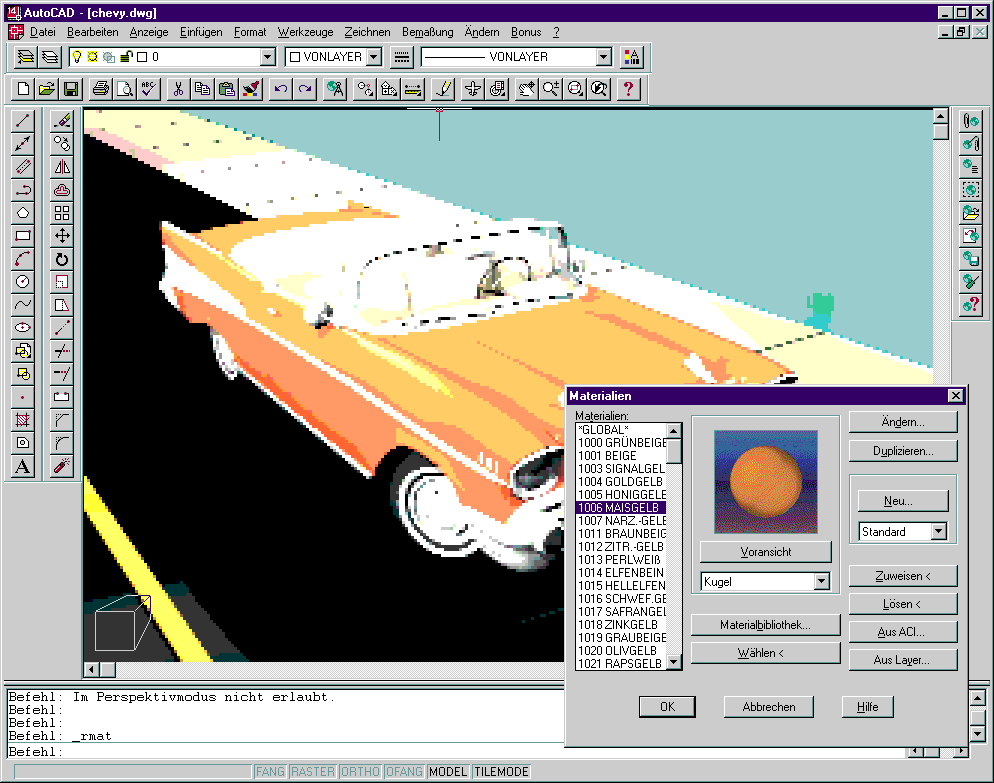 AutoCAD - [chevy.dwg]
Datei Bearbeiten Anzeige Einfügen Format Werkzeuge Zeichnen Bemaßung Ändern Bonus ?
0 VONLAYER VONLAYER
ABC
?
?
A
Materialien
Materialien:
*GLOBAL*
1000 GRÜNBEIGE
1001 BEIGE
1003 SIGNALGEL
1004 GOLDGELB
1005 HONIGGELB
1006 MAISGELB
1007 NARZ.-GELB
1011 BRAUNBEIG
1012 ZITR.-GELB
1013 PERLWEIß
1014 ELFENBEIN
1015 HELLELFEN
1016 SCHWEF.GE
1017 SAFRANGEL
1018 ZINKGELB
1019 GRAUBEIGE
1020 OLIVGELB
1021 RAPSGELB
Voransicht
Kugel
Materialbibliothek...
Wählen <
Ändern...
Duplizieren...
Neu...
Standard
Zuweisen <
Lösen <
Aus ACI...
Aus Layer...
OK Abbrechen Hilfe
Befehl: Im Perspektivmodus nicht erlaubt.
Befehl:
Befehl:
Befehl: _rmat
Befehl:
FANG RASTER ORTHO OFANG MODEL TILEMODE